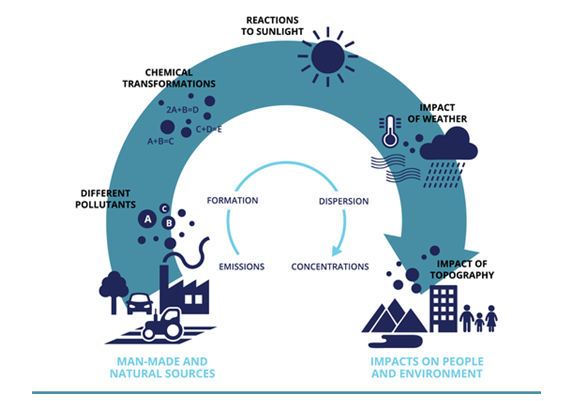 REACTIONS
TO SUNLIGHT
CHEMICAL
TRANSFORMATIONS
2A+B=D
C+D=E
A+B=C
IMPACT
OF WEATHER
DIFFERENT
POLLUTANTS
A
C
B
FORMATION
DISPERSION
EMISSIONS
CONCENTRATIONS
IMPACT OF
TOPOGRAPHY
MAN-MADE AND
NATURAL SOURCES
IMPACTS ON PEOPLE
AND ENVIRONMENT